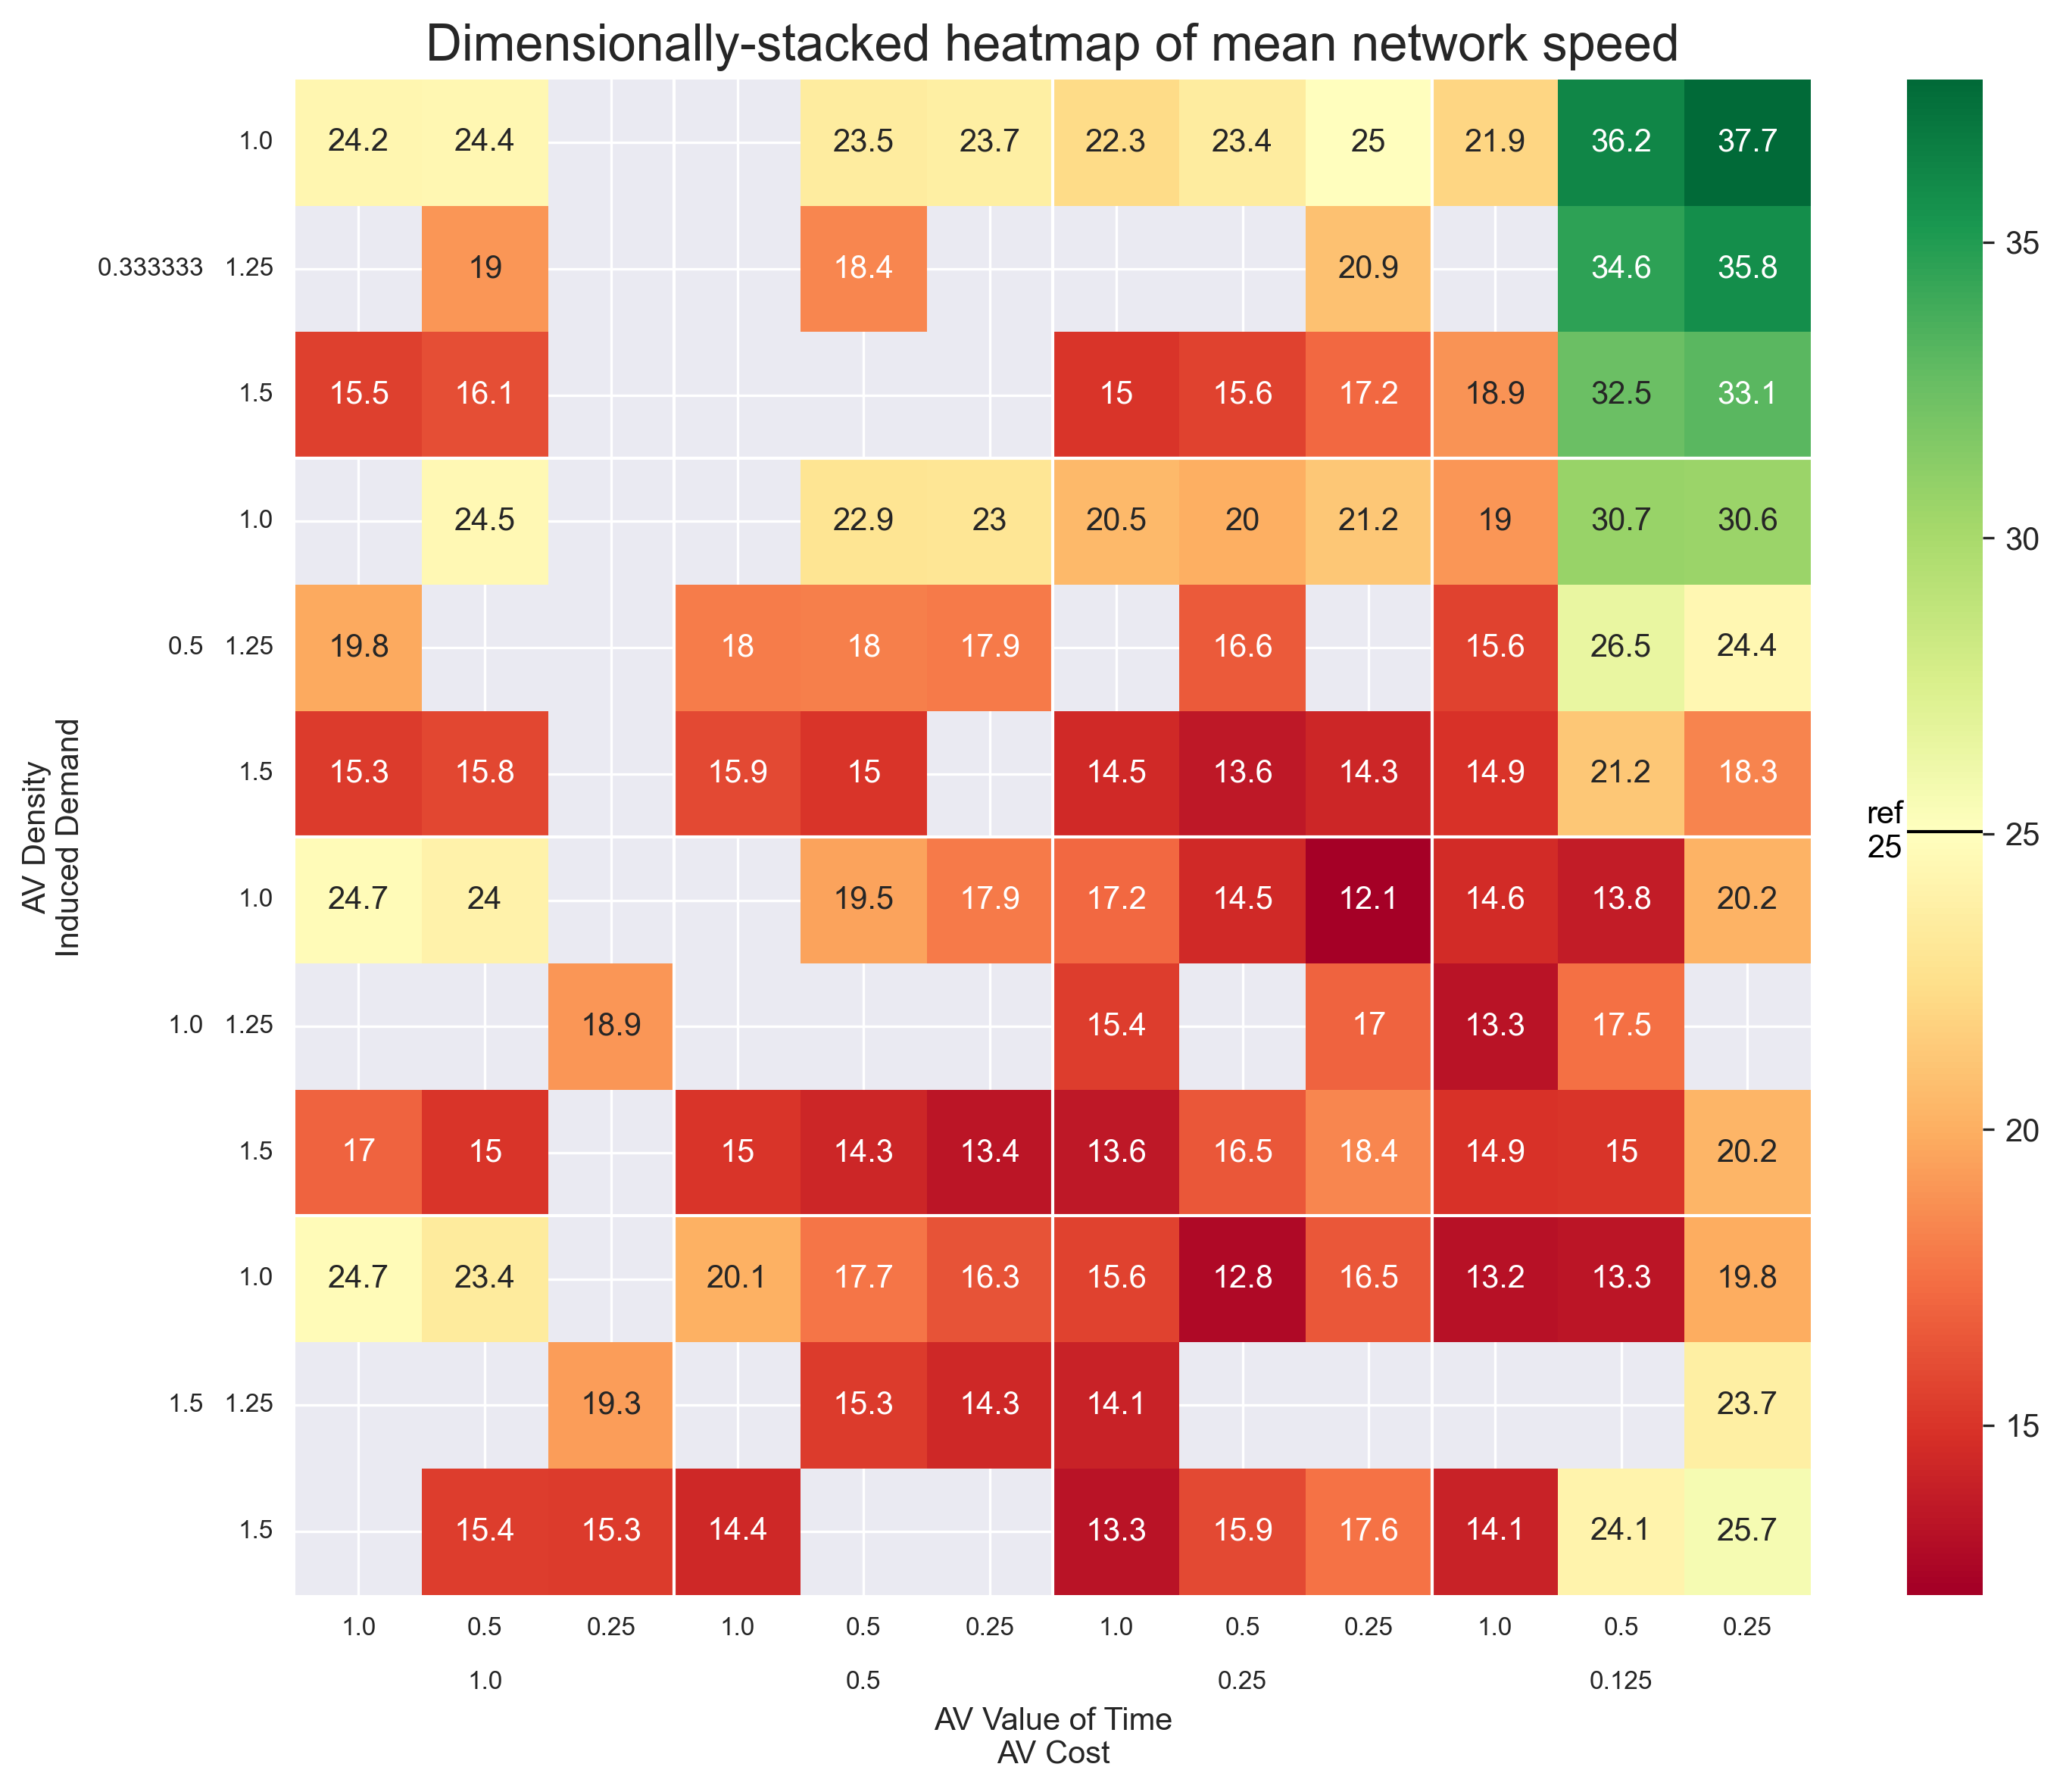 Dimensionally-stacked heatmap of mean network speed
1.0 24.2 24.4 23.5 23.7 22.3 23.4 25 21.9 36.2 37.7
0.333333 1.25 19 18.4 20.9 34.6 35.8
35
1.5 15.5 16.1 15 15.6 17.2 18.9 32.5 33.1
1.0 24.5 22.9 23 20.5 20 21.2 19 30.7 30.6
30
0.5 1.25 19.8 18 18 17.9 16.6 15.6 26.5 24.4
1.5 15.3 15.8 15.9 15 14.5 13.6 14.3 14.9 21.2 18.3
ref
25
25
AV Density
Induced Demand
1.0 24.7 24 19.5 17.9 17.2 14.5 12.1 14.6 13.8 20.2
1.0 1.25 18.9 15.4 17 13.3 17.5
20
1.5 17 15 15 14.3 13.4 13.6 16.5 18.4 14.9 15 20.2
1.0 24.7 23.4 20.1 17.7 16.3 15.6 12.8 16.5 13.2 13.3 19.8
1.5 1.25 19.3 15.3 14.3 14.1 23.7
15
1.5 15.4 15.3 14.4 13.3 15.9 17.6 14.1 24.1 25.7
1.0 0.5 0.25 1.0 0.5 0.25 1.0 0.5 0.25 1.0 0.5 0.25
1.0 0.5 0.25 0.125
AV Value of Time
AV Cost